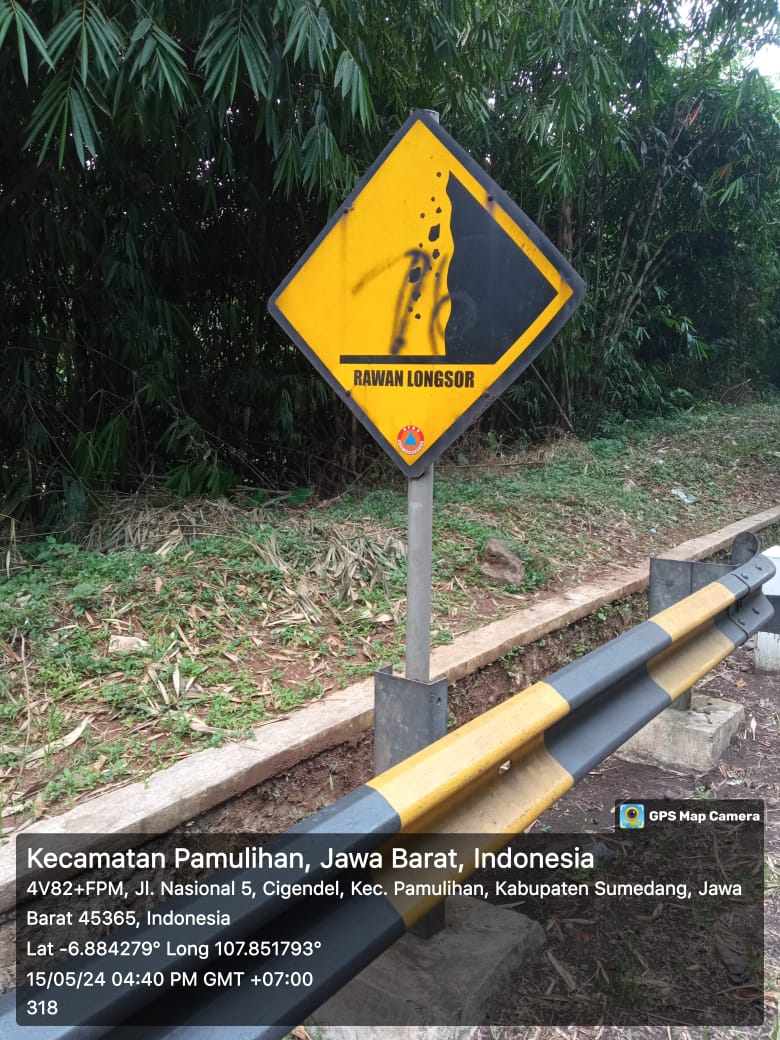 RAWAN LONGSOR
GPS Map Camera
Kecamatan Pamulihan, Jawa Barat, Indonesia
4V82+FPM, Jl. Nasional 5, Cigendel, Kec. Pamulihan, Kabupaten Sumedang, Jawa
Barat 45365, Indonesia
Lat -6.884279° Long 107.851793°
15/05/24 04:40 PM GMT +07:00
318